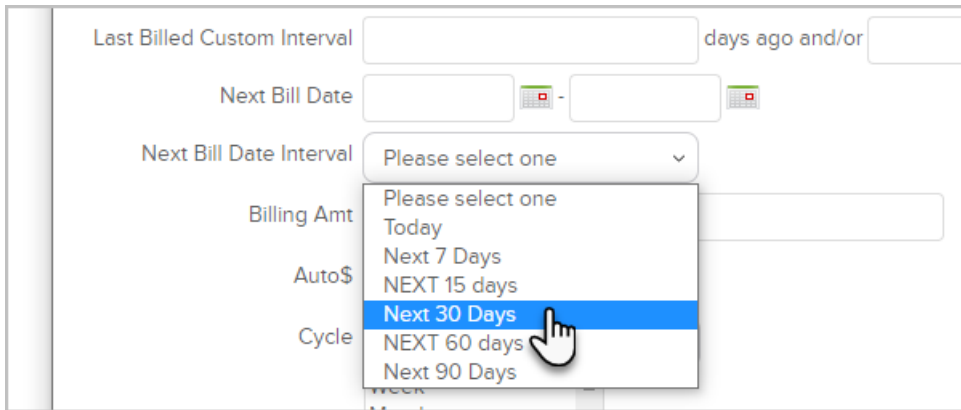 Last Billed Custom Interval days ago and/or
Next Bill Date -
Next Bill Date Interval Please select one
Please select one
Billing Amt
Today
Next 7 Days
Auto$
NEXT 15 days
Next 30 Days
Cycle
NEXT 60 days
Next 90 Days
Week